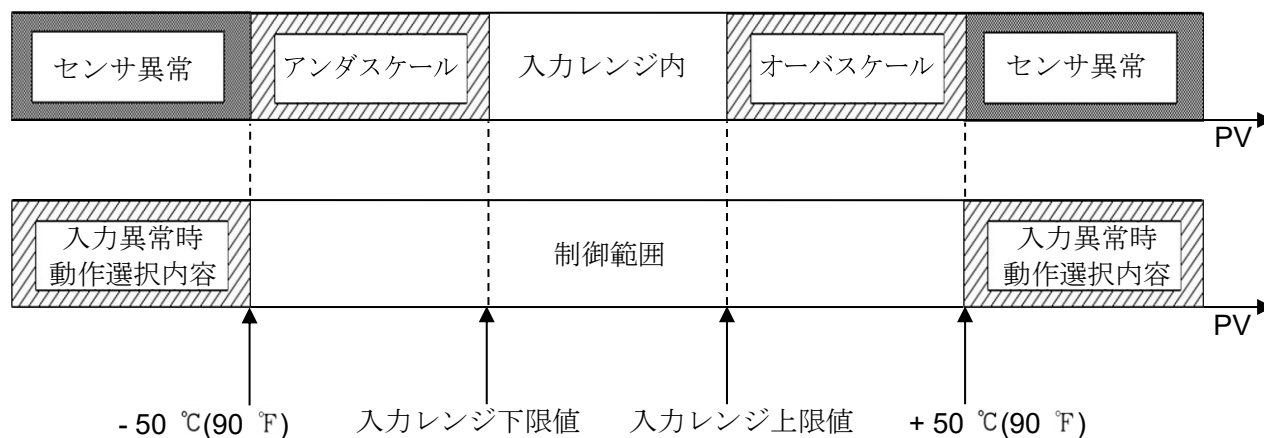 センサ異常 アンダスケール 入力レンジ内 オーバスケール センサ異常
PV
入力異常時
動作選択内容
制御範囲
入力異常時
動作選択内容
PV
- 50 ℃(90 ℉) 入力レンジ下限値 入力レンジ上限値 + 50 ℃(90 ℉)